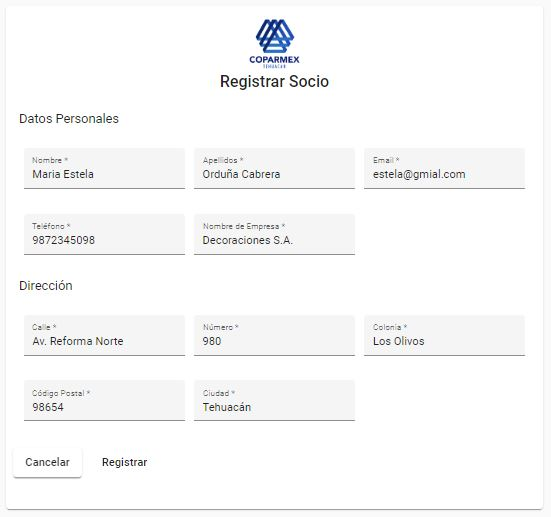 COPARMEX
TEHUACÁN
Registrar Socio
Datos Personales
Nombre * Apellidos * Email *
Maria Estela Orduña Cabrera estela@gmial.com
Teléfono * Nombre de Empresa *
9872345098 Decoraciones S.A.
Dirección
Calle * Número * Colonia *
Av. Reforma Norte 980 Los Olivos
Código Postal * Ciudad *
98654 Tehuacán
Cancelar Registrar